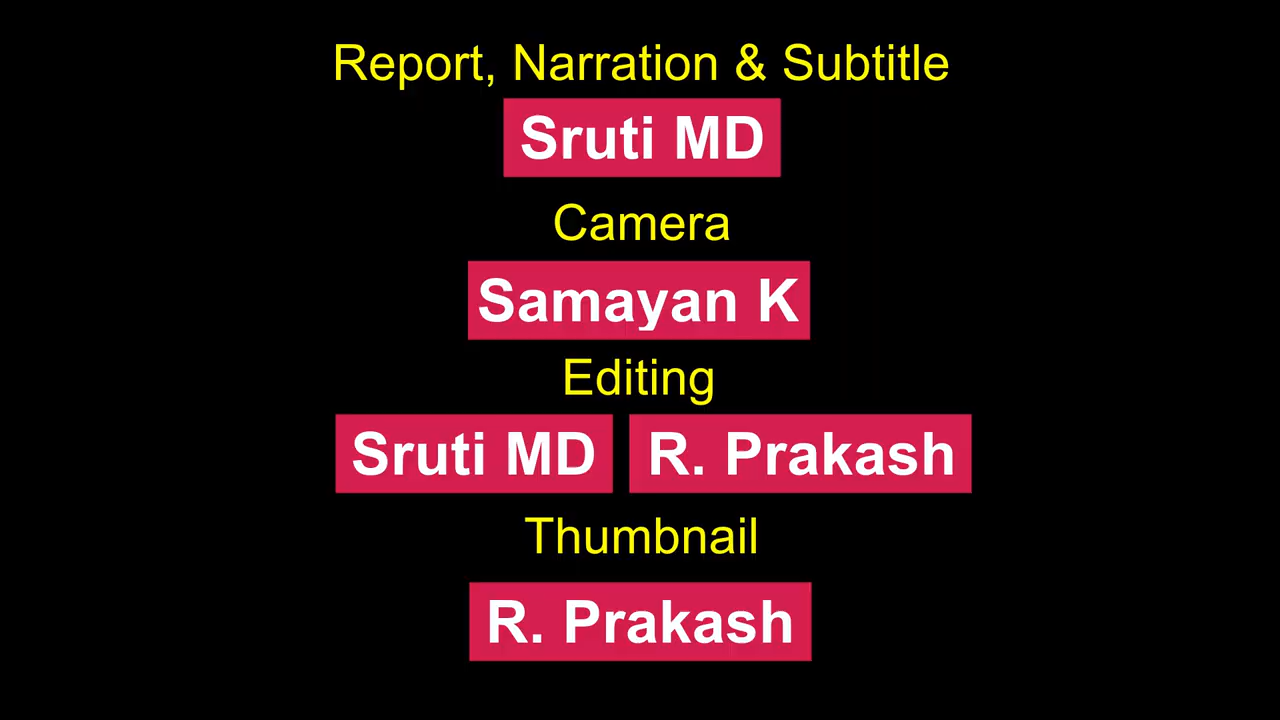 Report, Narration & Subtitle
Sruti MD
Camera
Samayan K
Editing
Sruti MD R. Prakash
Thumbnail
R. Prakash